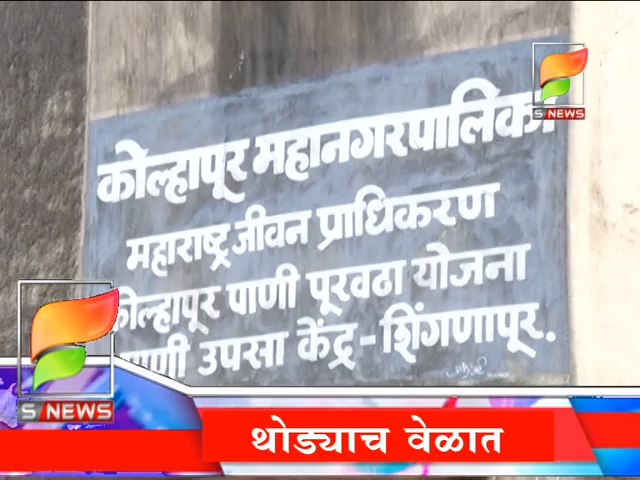 S NEWS
कोल्हापूर महानगरपालिका
महाराष्ट्र जीवन प्राधिकरण
कोल्हापूर पाणी पूरवठा योजना
पाणी उपसा केंद्र - शिंगणापूर.
S NEWS
थोड्याच वेळात